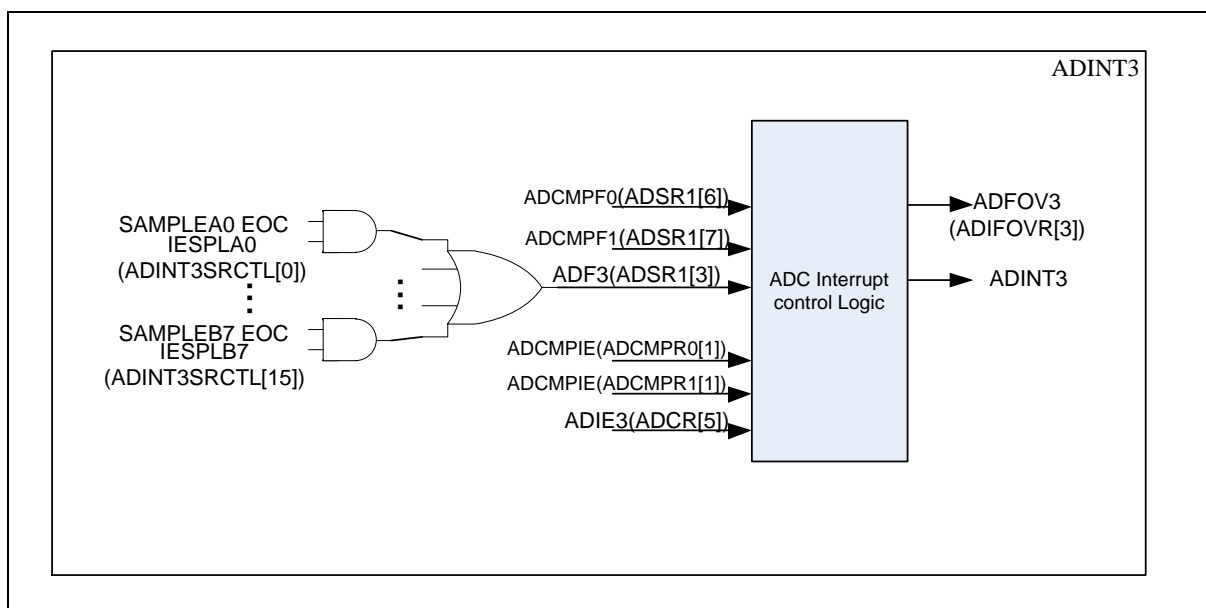 ADINT3
SAMPLEA0 EOC
IESPLA0
(ADINT3SRCTL[0])
SAMPLEB7 EOC
IESPLB7
(ADINT3SRCTL[15])
ADCMPF0(ADSR1[6])
ADCMPF1(ADSR1[7])
ADF3(ADSR1[3])
ADCMPIE(ADCMPR0[1])
ADCMPIE(ADCMPR1[1])
ADIE3(ADCR[5])
ADC Interrupt
control Logic
ADFOV3
(ADIFOVR[3])
ADINT3